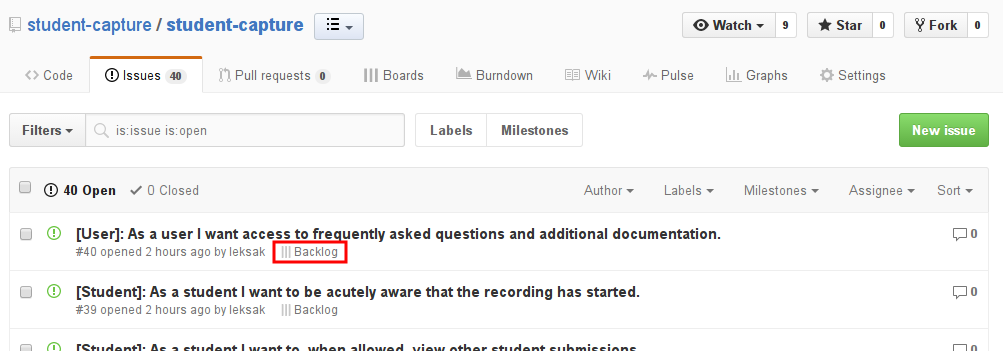 student-capture / student-capture
Watch 9 Star 0 Fork 0
Code Issues 40 Pull requests 0 Boards Burndown Wiki Pulse Graphs Settings
Filters is:issue is:open Labels Milestones New issue
40 Open 0 Closed Author Labels Milestones Assignee Sort
[User]: As a user I want access to frequently asked questions and additional documentation. 0
#40 opened 2 hours ago by leksak Backlog
[Student]: As a student I want to be acutely aware that the recording has started. 0
#39 opened 2 hours ago by leksak Backlog
[Student]: As a student I want to, when allowed, view other student submissions. 0